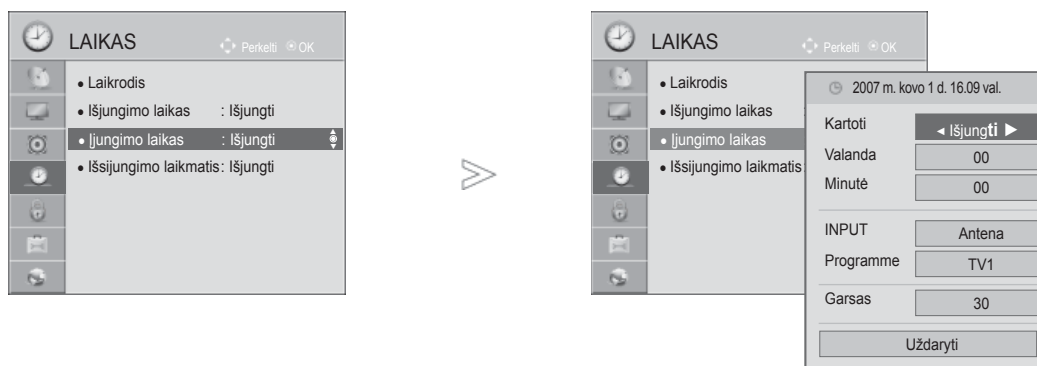 LAIKAS
Perkelti OK
• Laikrodis
• Išjungimo laikas : Išjungti
• Įjungimo laikas : Išjungti
• Išsijungimo laikmatis : Išjungti
LAIKAS
Perkelti OK
• Laikrodis
• Išjungimo laikas :
• Įjungimo laikas
• Išsijungimo laikmatis :
2007 m. kovo 1 d. 16.09 val.
Kartoti ◄ Išjungti ►
Valanda 00
Minutė 00
INPUT Antena
Programme TV1
Garsas 30
Uždaryti